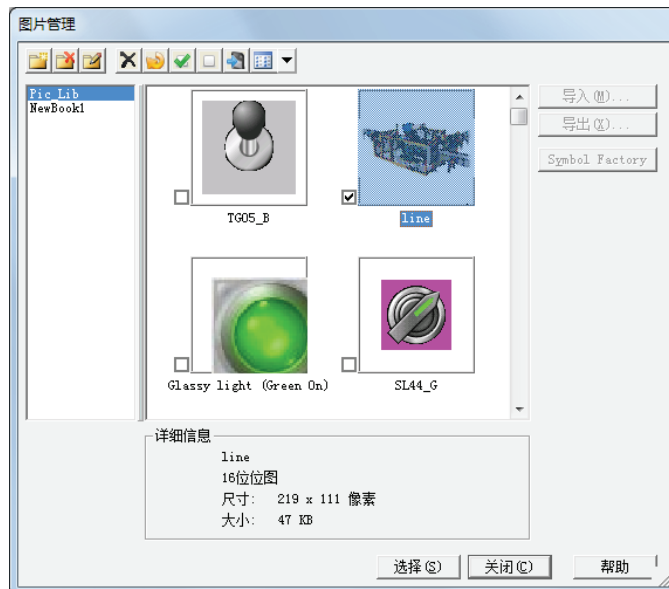 图片管理
Pic_Lib
NewBook1
TG05_B
line
Glassy light (Green On)
SL44_G
导入(M)...
导出(X)...
Symbol Factory
详细信息
line
16位位图
尺寸: 219 x 111 像素
大小: 47 KB
选择(S)
关闭(C)
帮助